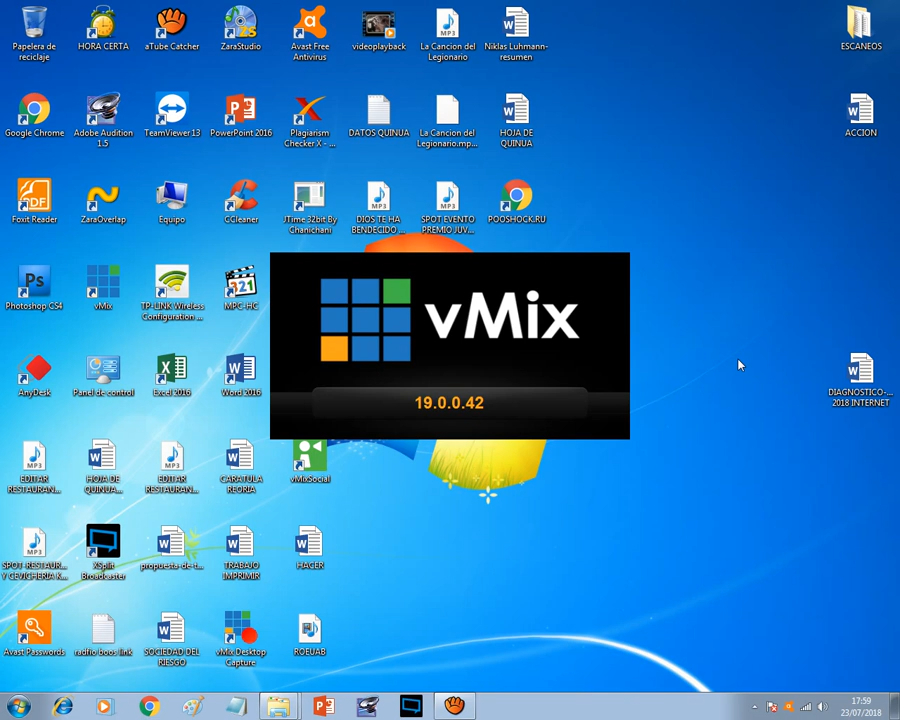 Papelera de
reciclaje
HORA CERTA
aTube Catcher
ZaraStudio
Avast Free
Antivirus
videoplayback
La Cancion del
Legionario
Niklas Luhmann-
resumen
ESCANEOS
Google Chrome
Adobe Audition
1.5
TeamViewer 13
PowerPoint 2016
Plagiarism
Checker X - ...
DATOS QUINUA
La Cancion del
Legionario.mp...
HOJA DE
QUINUA
ACCION
Foxit Reader
ZaraOverlap
Equipo
CCleaner
JTime 32bit By
Chanichani
DIOS TE HA
BENDECIDO ...
SPOT EVENTO
PREMIO JUV...
POOSHOCK.RU
Photoshop CS4
vMix
TP-LINK Wireless
Configuration ...
MPC-HC
vMix
19.0.0.42
AnyDesk
Panel de control
Excel 2016
Word 2016
DIAGNOSTICO-...
2018 INTERNET
EDITAR
RESTAURAN...
HOJA DE
QUINUA...
EDITAR
RESTAURAN...
CARATULA
REORIA
vMixSocial
SPOT-RESTAUR...
Y CEVICHERIA K...
XSplit
Broadcaster
propuesta-de-t...
TRABAJO
IMPRIMIR
HACER
Avast Passwords
radfio boos link
SOCIEDAD DEL
RIESGO
vMix Desktop
Capture
ROEUAB
17:59
23/07/2018